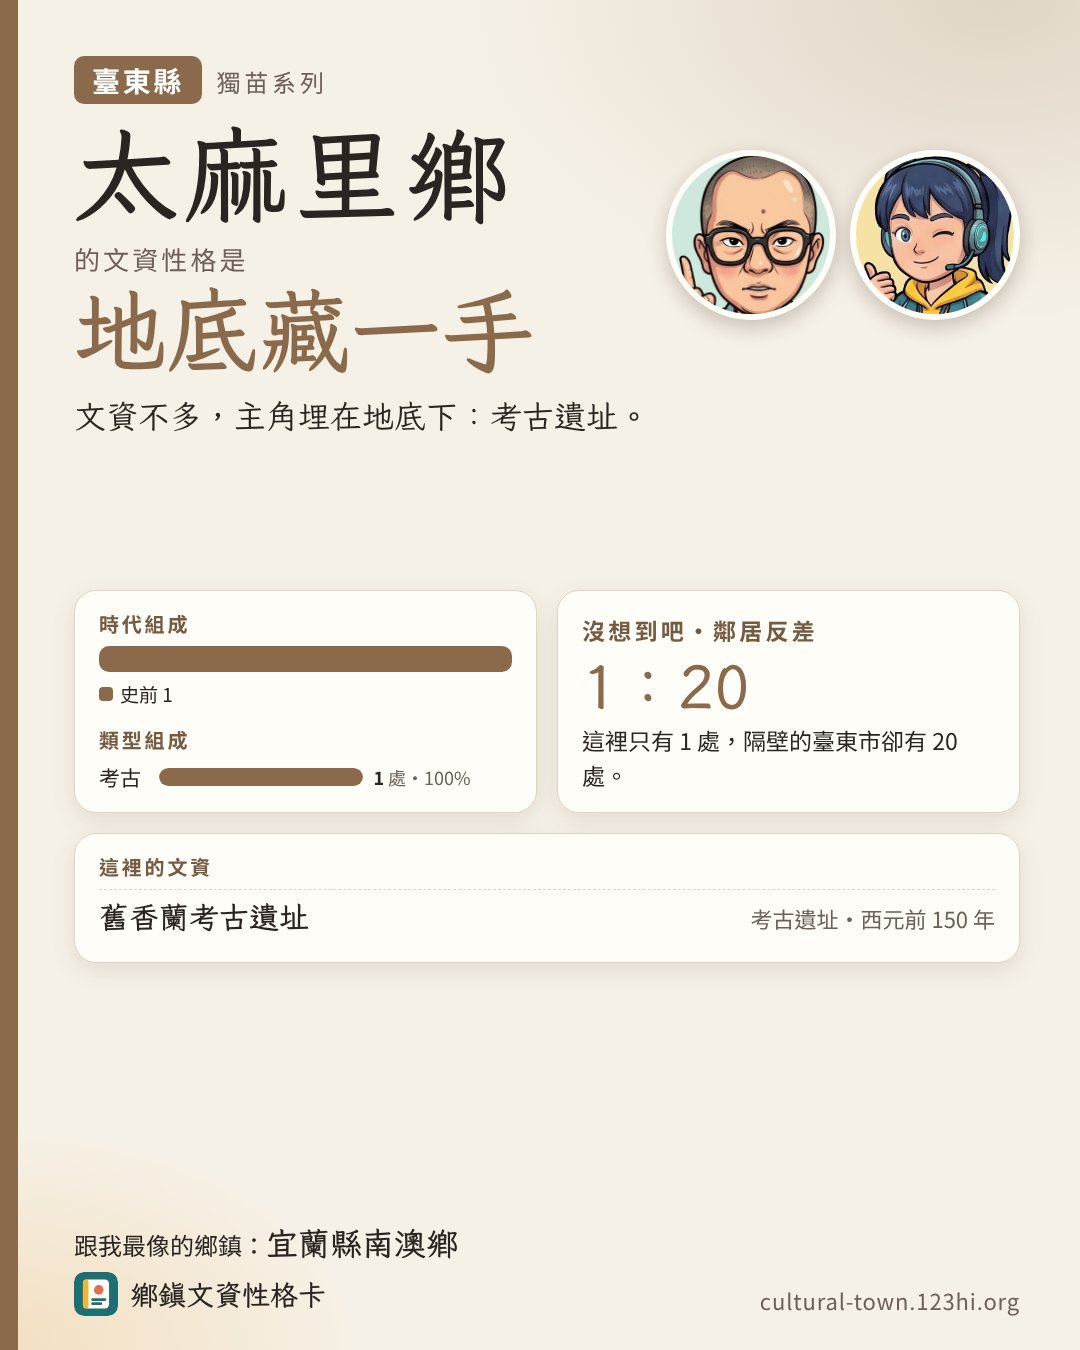 臺東縣 獨苗系列
太麻里鄉
的文資性格是
地底藏一手
文資不多，主角埋在地底下：考古遺址。
時代組成
史前 1
類型組成
考古 1 處・100%
沒想到吧・鄰居反差
1：20
這裡只有 1 處，隔壁的臺東市卻有 20
處。
這裡的文資
舊香蘭考古遺址 考古遺址・西元前 150 年
跟我最像的鄉鎮：宜蘭縣南澳鄉
鄉鎮文資性格卡
cultural-town.123hi.org